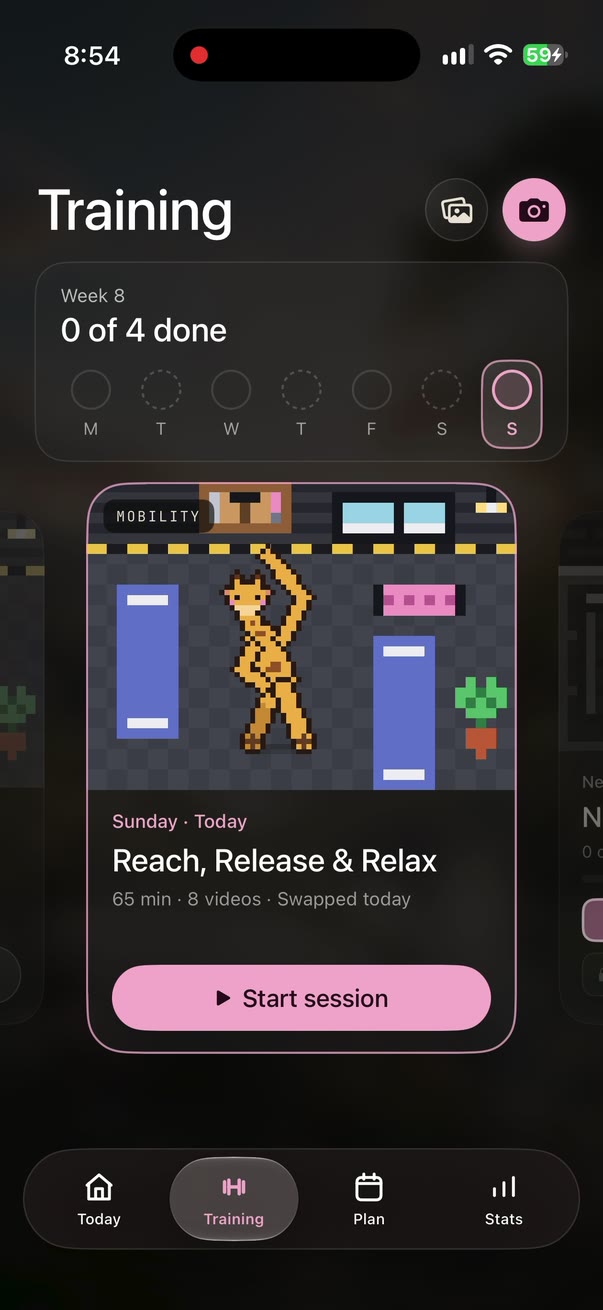 8:54
59
Training
Week 8
0 of 4 done
M T W T F S S
MOBILITY
Sunday · Today
Reach, Release & Relax
65 min · 8 videos · Swapped today
Start session
Today Training Plan Stats